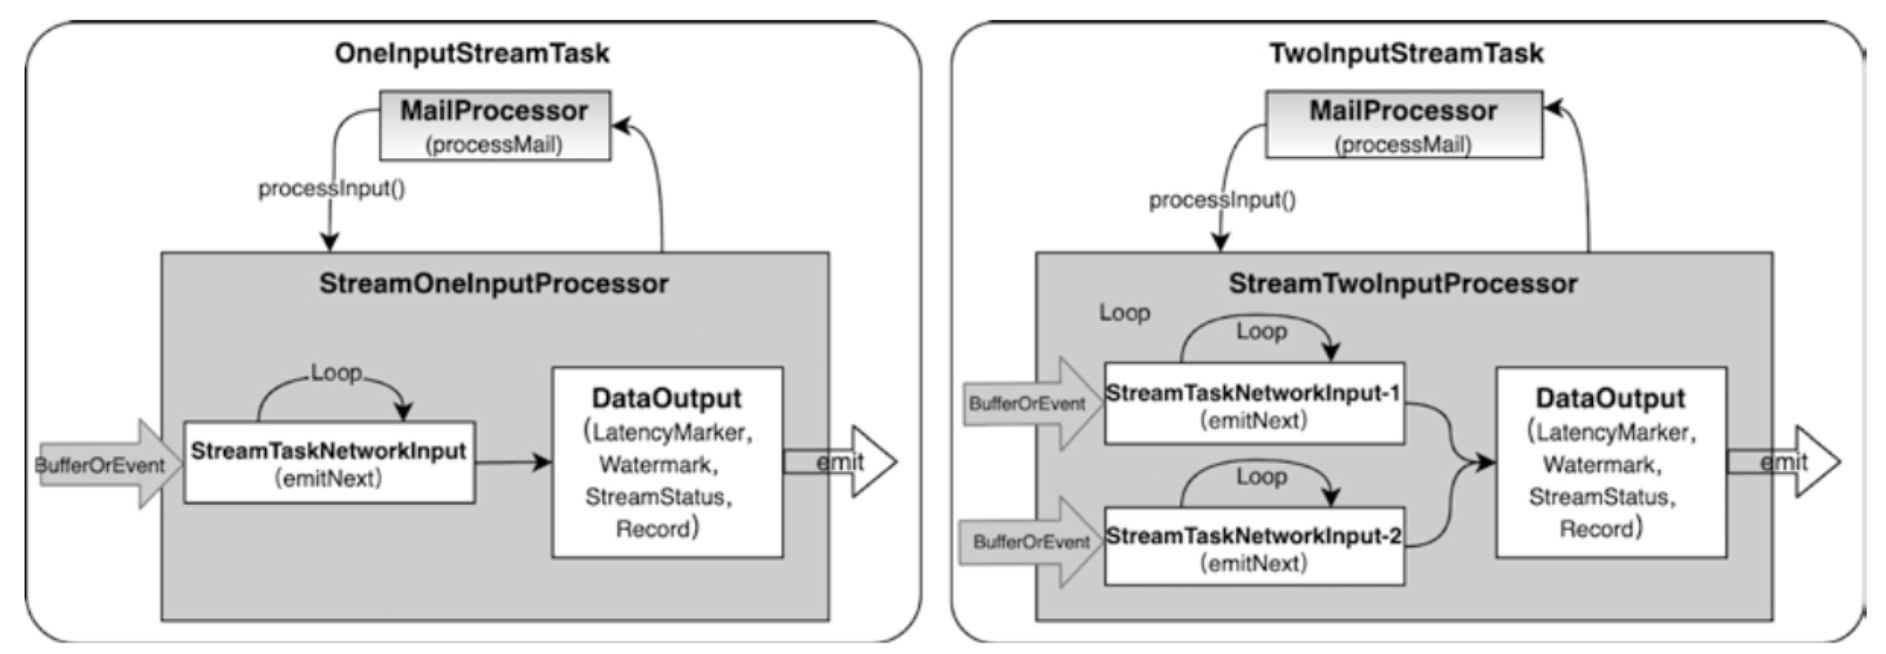 OneInputStreamTask
MailProcessor
(processMail)
processInput()
StreamOneInputProcessor
Loop
BufferOrEvent
StreamTaskNetworkInput
(emitNext)
DataOutput
(LatencyMarker,
Watermark,
StreamStatus,
Record)
emit
TwoInputStreamTask
MailProcessor
(processMail)
processInput()
StreamTwoInputProcessor
Loop
Loop
BufferOrEvent
StreamTaskNetworkInput-1
(emitNext)
Loop
BufferOrEvent
StreamTaskNetworkInput-2
(emitNext)
DataOutput
(LatencyMarker,
Watermark,
StreamStatus,
Record)
emit